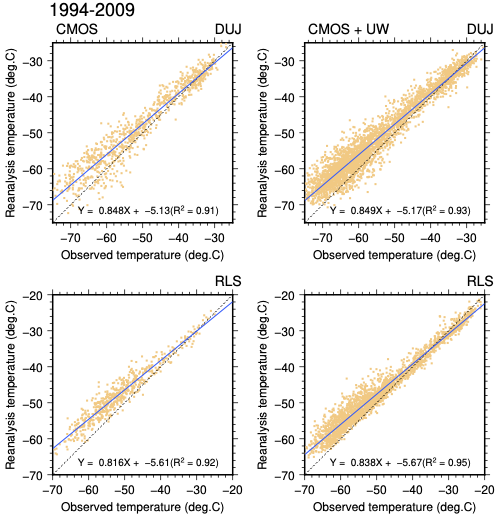 1994-2009
CMOS DUJ CMOS + UW DUJ
−30 −30
−40 −40
−50 −50
−60 −60
−70 −70
Reanalysis temperature (deg.C) Reanalysis temperature (deg.C)
Y = 0.848X + −5.13(R² = 0.91) Y = 0.849X + −5.17(R² = 0.93)
−70 −60 −50 −40 −30 −70 −60 −50 −40 −30
Observed temperature (deg.C) Observed temperature (deg.C)
RLS RLS
−20 −20
−30 −30
−40 −40
−50 −50
−60 −60
−70 −70
Reanalysis temperature (deg.C) Reanalysis temperature (deg.C)
Y = 0.816X + −5.61(R² = 0.92) Y = 0.838X + −5.67(R² = 0.95)
−70 −60 −50 −40 −30 −20 −70 −60 −50 −40 −30 −20
Observed temperature (deg.C) Observed temperature (deg.C)